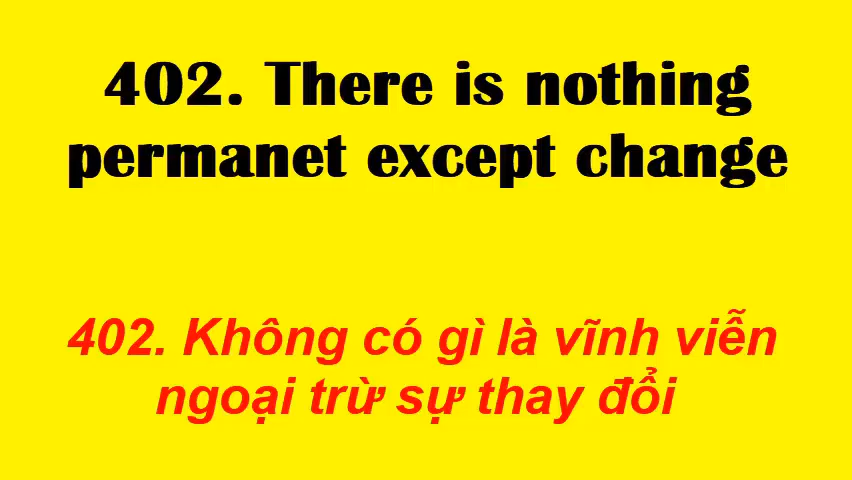 402. There is nothing
permanet except change
402. Không có gì là vĩnh viễn
ngoại trừ sự thay đổi